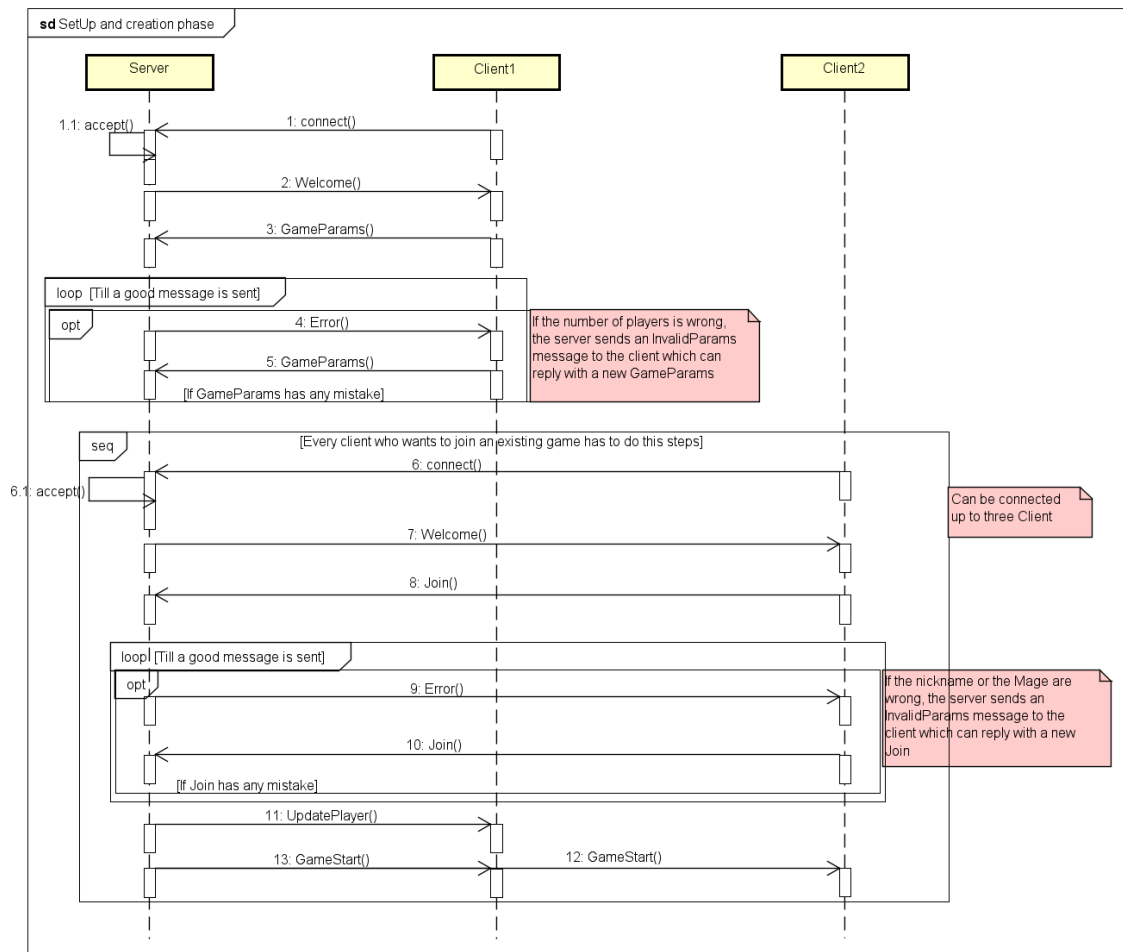 sd SetUp and creation phase
Server
Client1
Client2
1: connect()
1.1: accept()
2: Welcome()
3: GameParams()
loop [Till a good message is sent]
opt
4: Error()
If the number of players is wrong,
the server sends an InvalidParams
message to the client which can
reply with a new GameParams
5: GameParams()
[If GameParams has any mistake]
seq
[Every client who wants to join an existing game has to do this steps]
6: connect()
6.1: accept()
Can be connected
up to three Client
7: Welcome()
8: Join()
loop [Till a good message is sent]
opt
9: Error()
If the nickname or the Mage are
wrong, the server sends an
InvalidParams message to the
client which can reply with a new
Join
10: Join()
[If Join has any mistake]
11: UpdatePlayer()
13: GameStart()
12: GameStart()